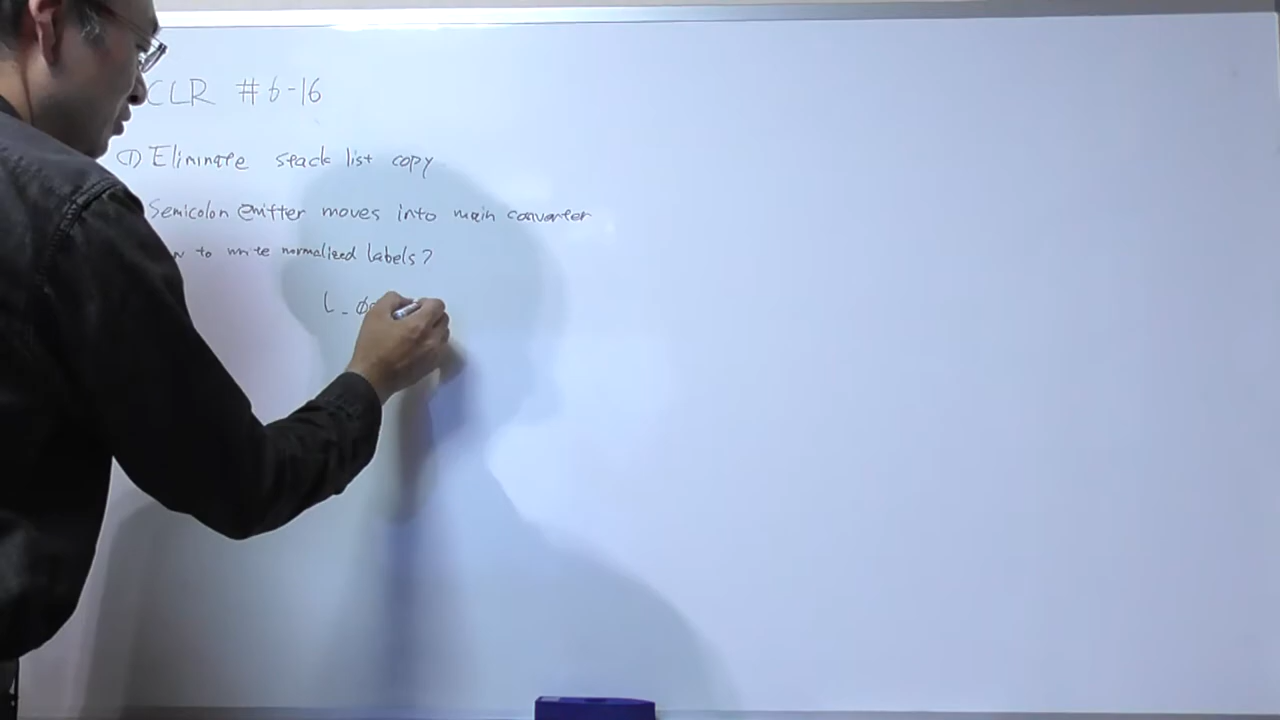 CLR #6-16
① Eliminate stack list copy
Semicolon emitter moves into main converter
to write normalized labels?
L_0